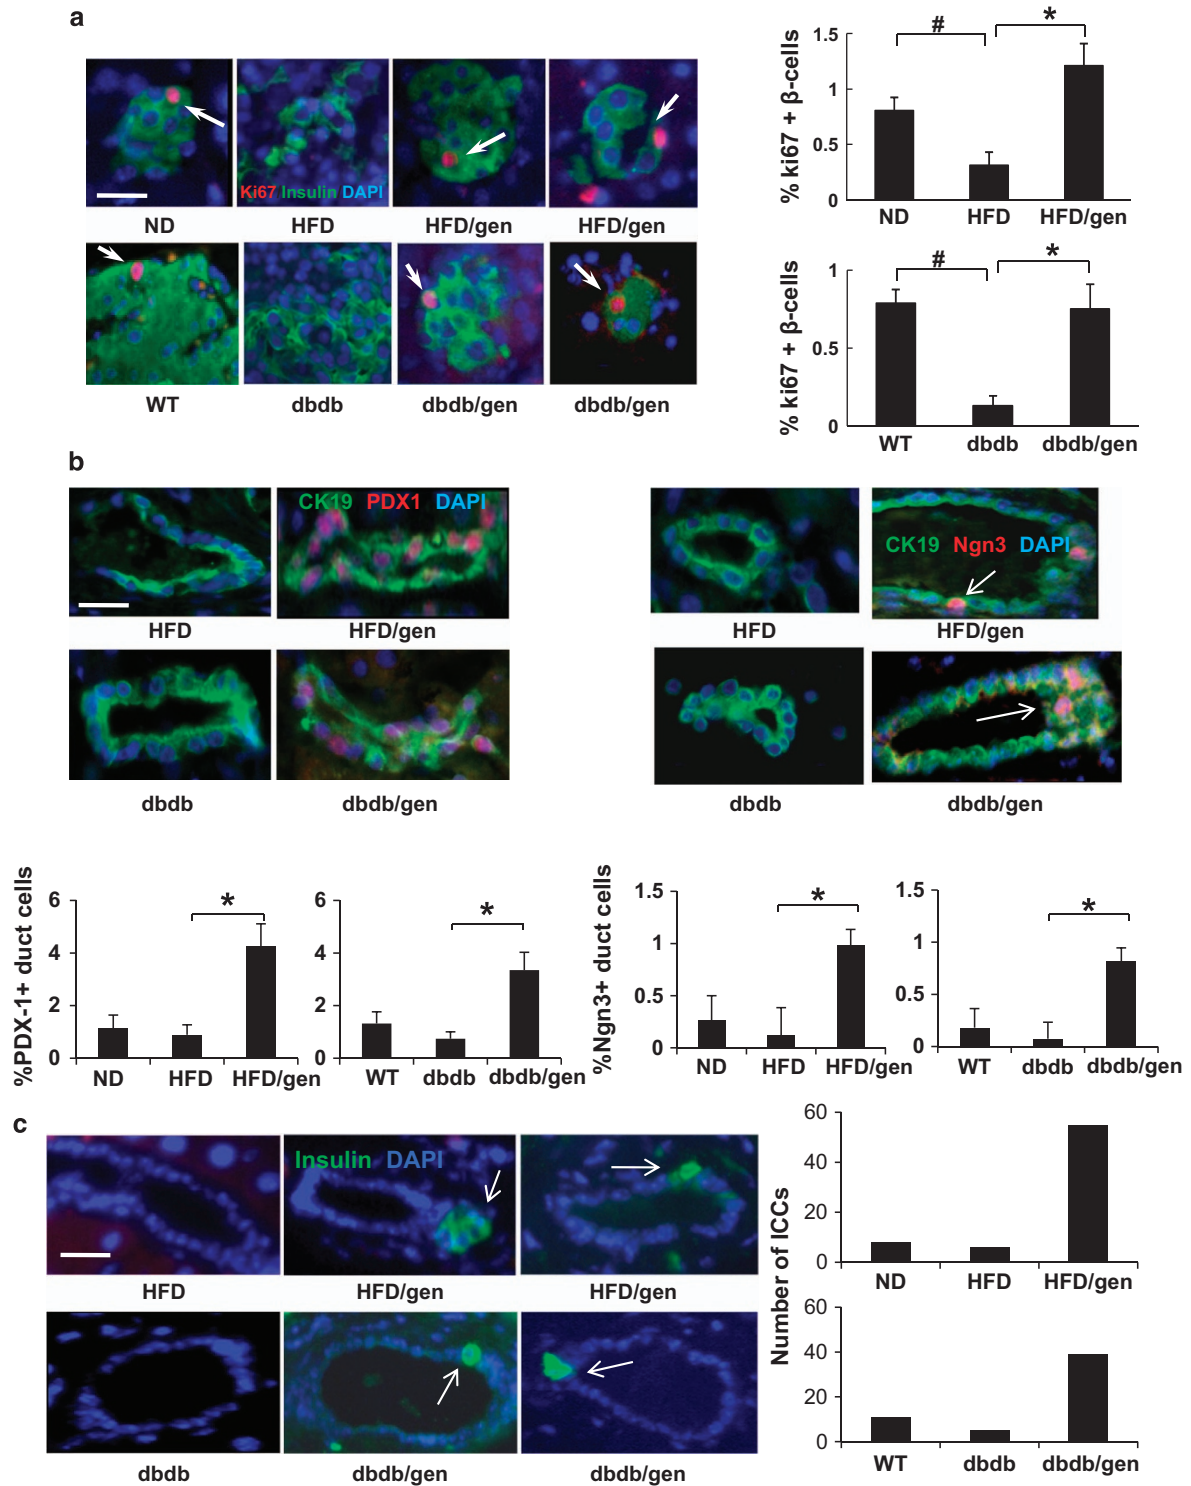 a
Ki67 Insulin DAPI
ND HFD HFD/gen HFD/gen
WT dbdb dbdb/gen dbdb/gen
% ki67 + β-cells
1.5
1
0.5
0
# *
ND HFD HFD/gen
% ki67 + β-cells
1
0.5
0
# *
WT dbdb dbdb/gen
b
CK19 PDX1 DAPI
HFD HFD/gen
dbdb dbdb/gen
CK19 Ngn3 DAPI
HFD HFD/gen
dbdb dbdb/gen
%PDX-1+ duct cells
6
4
2
0
*
ND HFD HFD/gen
6
4
2
0
*
WT dbdb dbdb/gen
%Ngn3+ duct cells
1.5
1
0.5
0
*
ND HFD HFD/gen
1.5
1
0.5
0
*
WT dbdb dbdb/gen
c
Insulin DAPI
HFD HFD/gen HFD/gen
dbdb dbdb/gen dbdb/gen
Number of ICCs
60
40
20
0
ND HFD HFD/gen
60
40
20
0
WT dbdb dbdb/gen